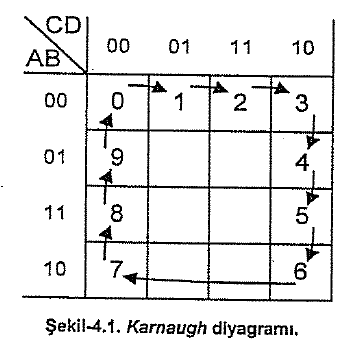 CD
AB
00 01 11 10
00 0 1 2 3
01 9 4
11 8 5
10 7 6
Şekil-4.1. Karnaugh diyagramı.